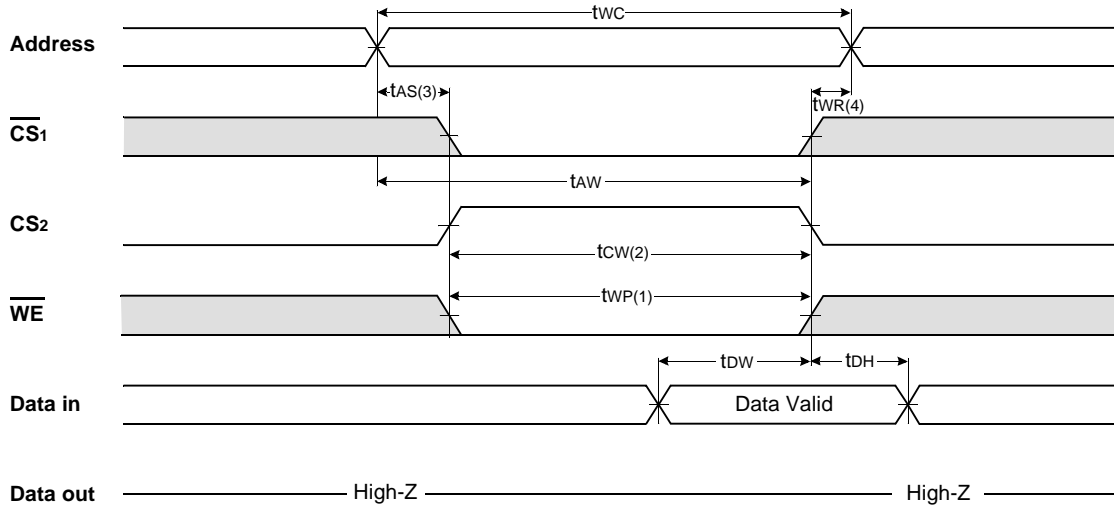 tWC
Address
tAS(3)
tWR(4)
CS1
tAW
CS2
tCW(2)
tWP(1)
WE
tDW
tDH
Data in
Data Valid
Data out
High-Z
High-Z